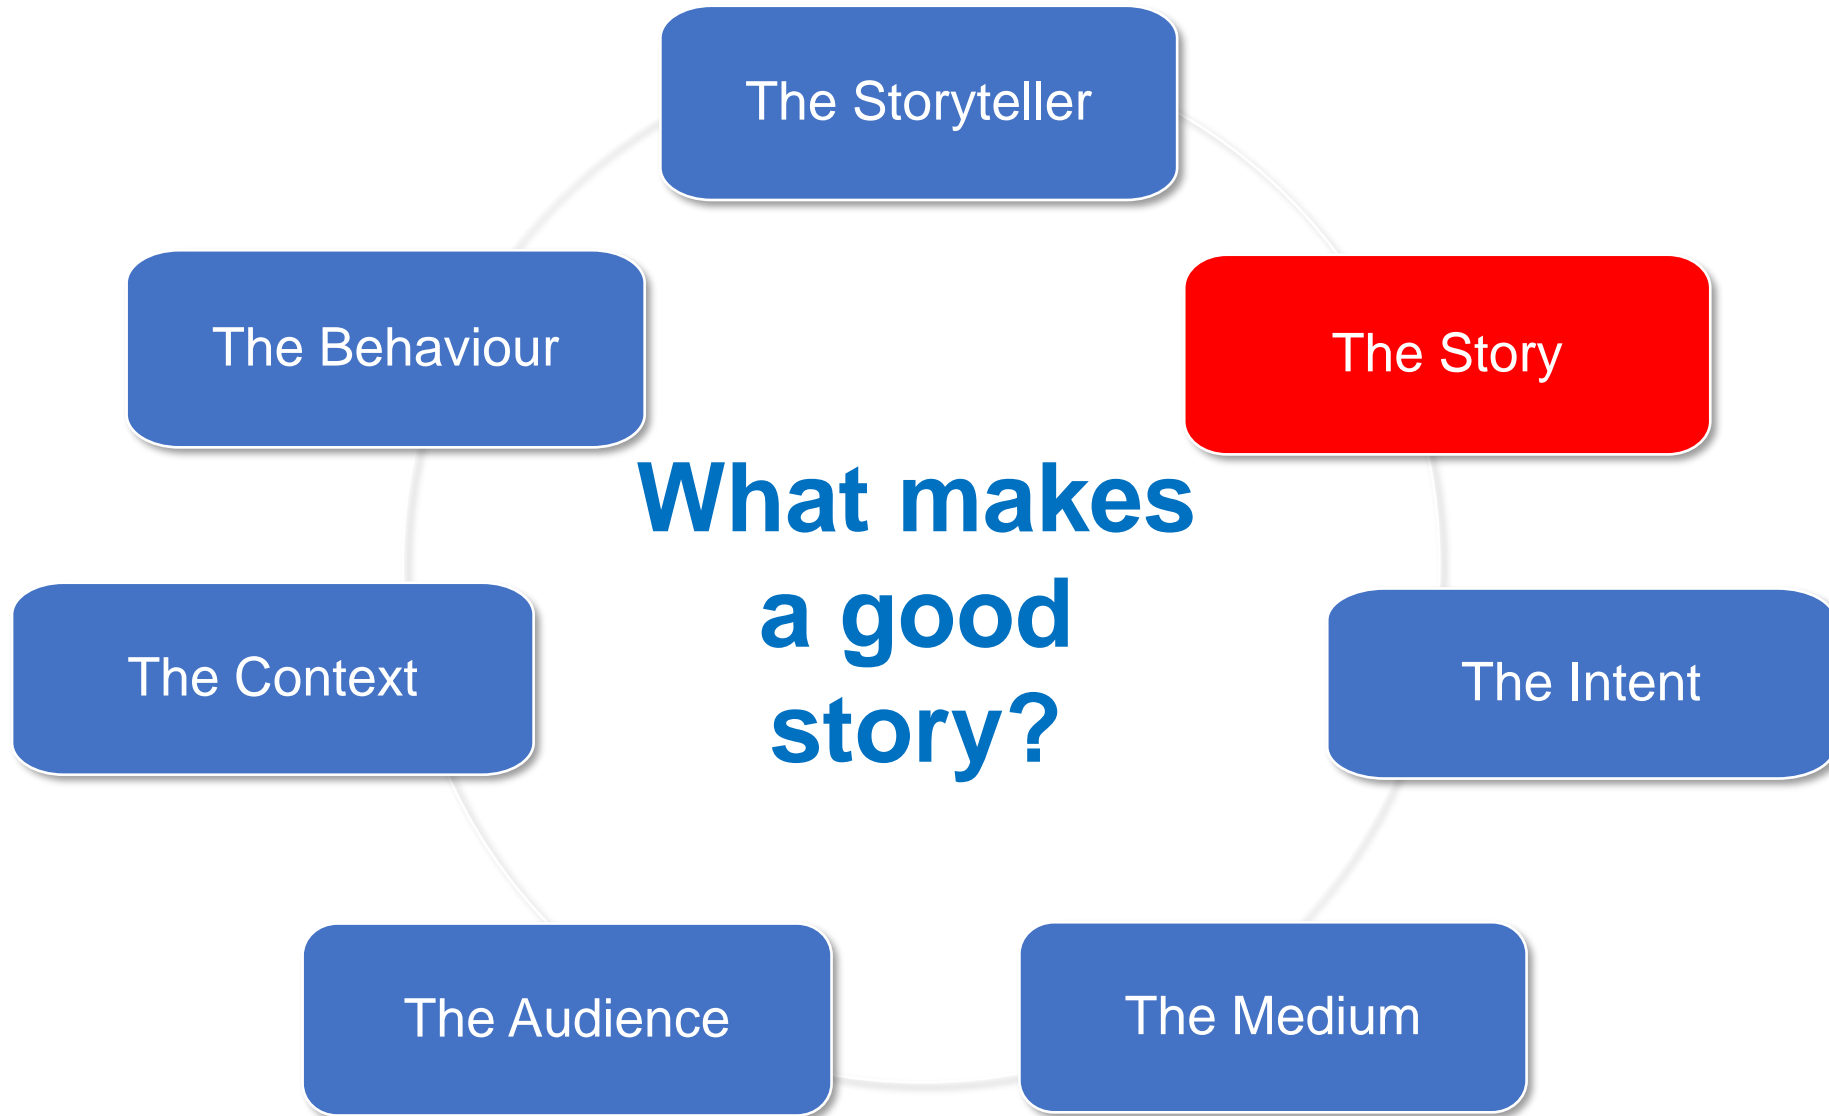 The Storyteller
The Behaviour
The Story
What makes
a good
story?
The Context
The Intent
The Audience
The Medium